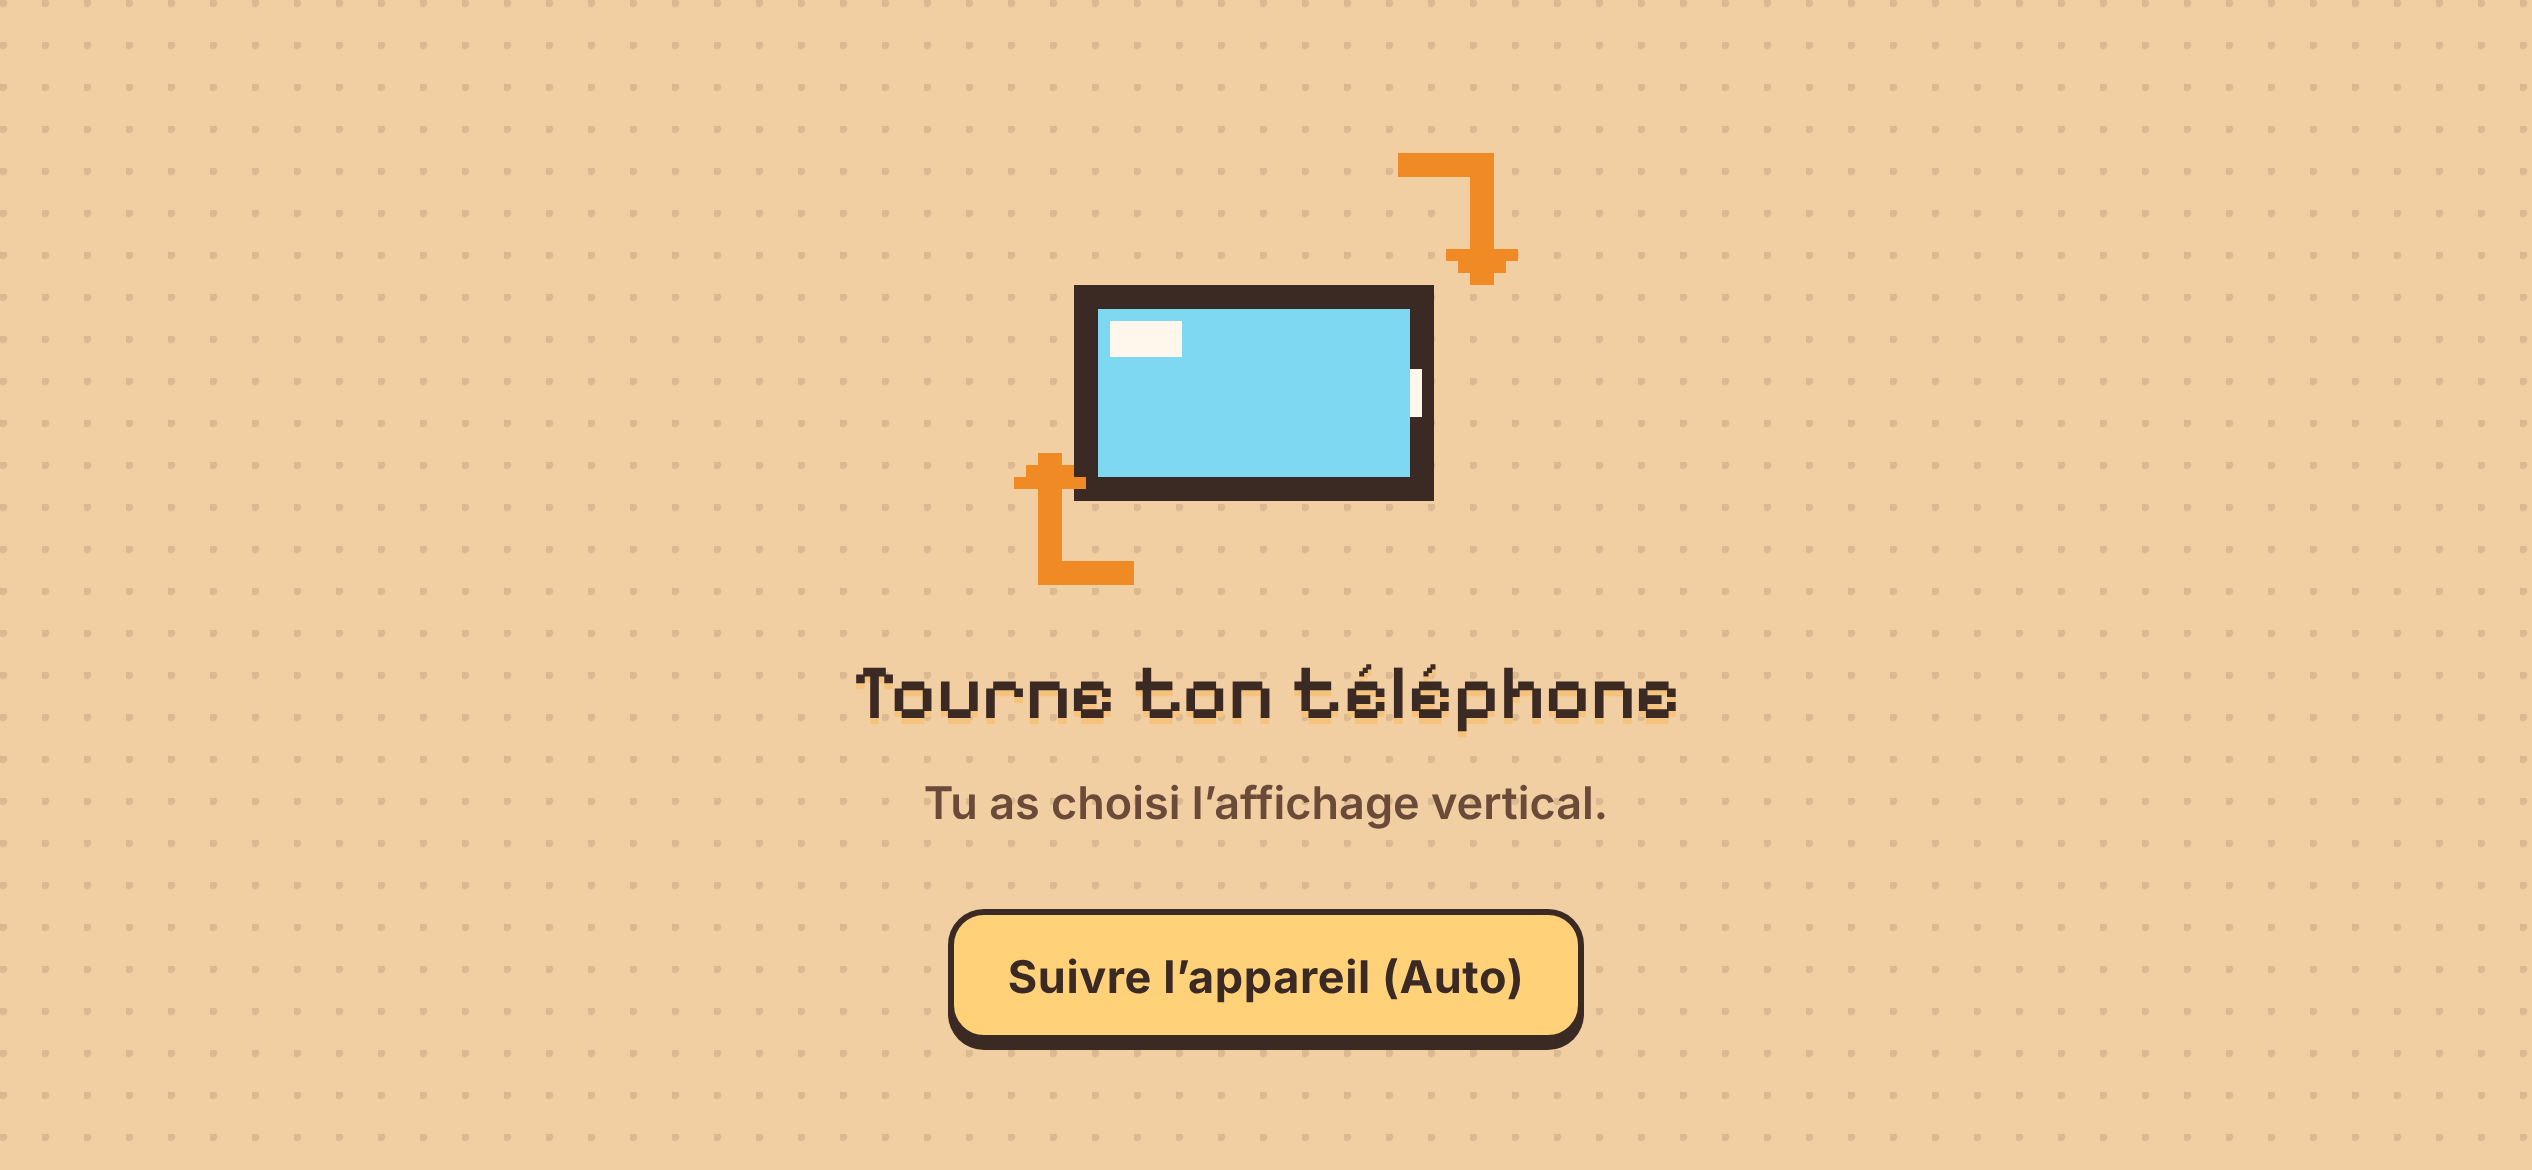 Tourne ton téléphone
Tu as choisi l’affichage vertical.
Suivre l’appareil (Auto)